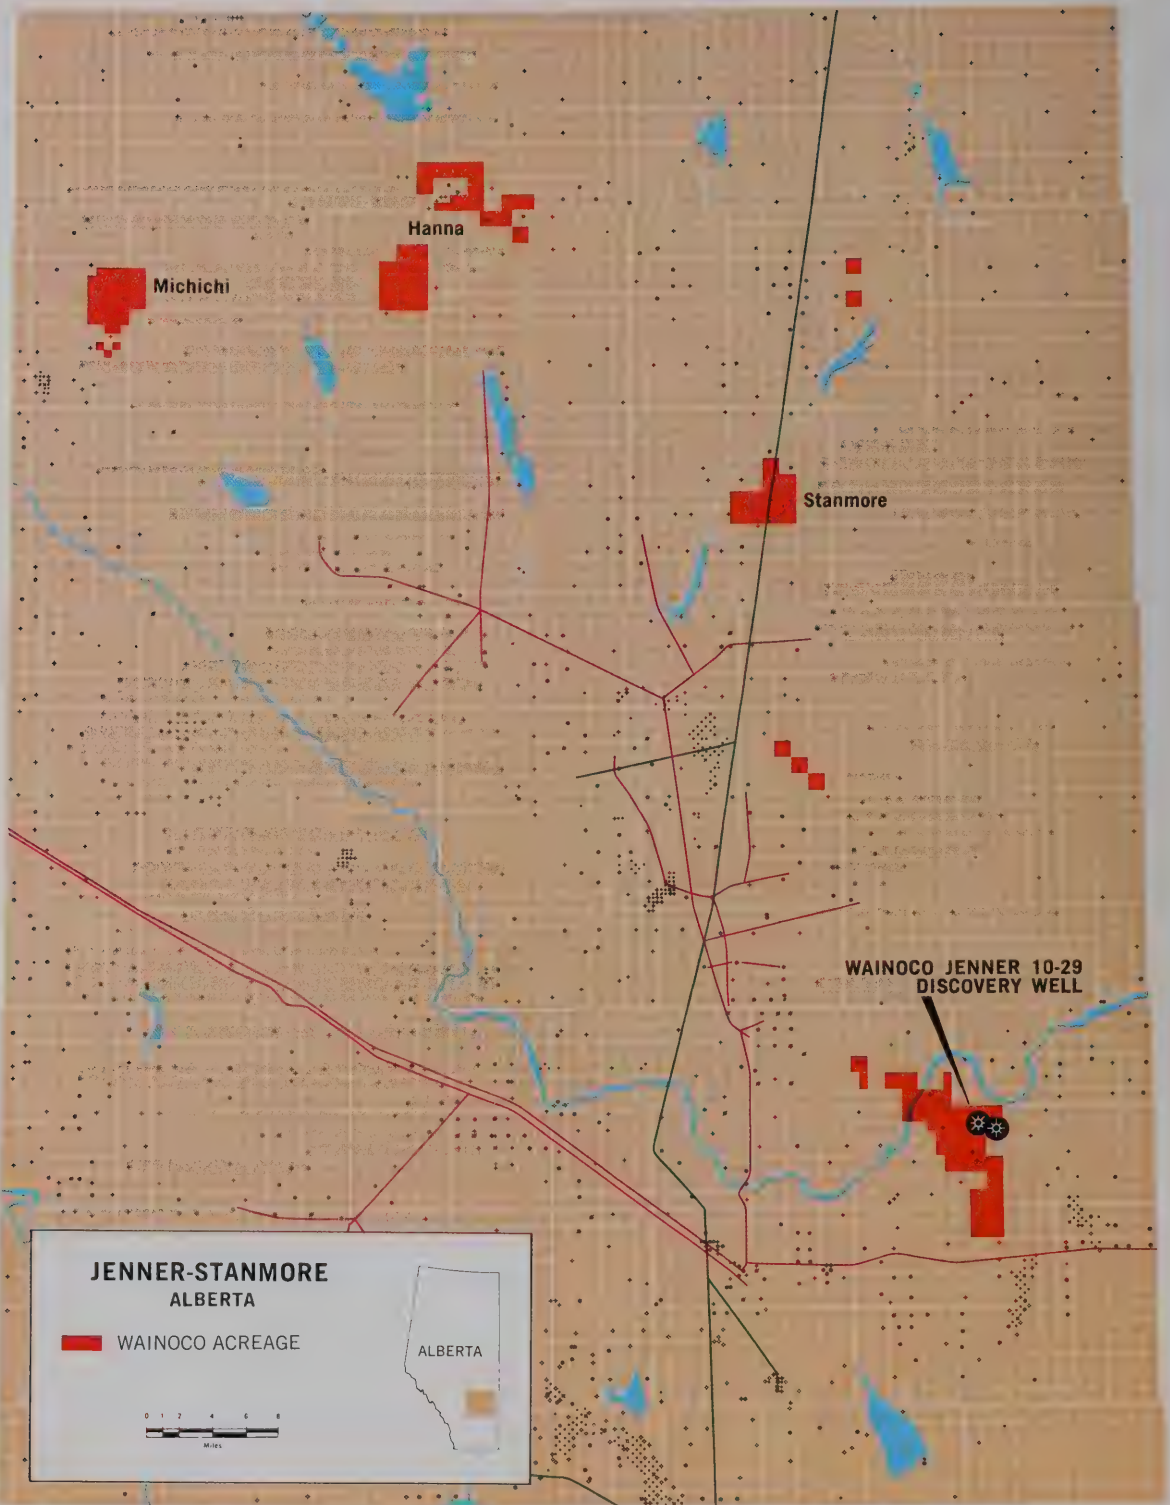 Hanna
Michichi
Stanmore
WAINOCO JENNER 10-29
DISCOVERY WELL
JENNER-STANMORE
ALBERTA
WAINOCO ACREAGE
ALBERTA
0 1 2 4 6 8
Miles